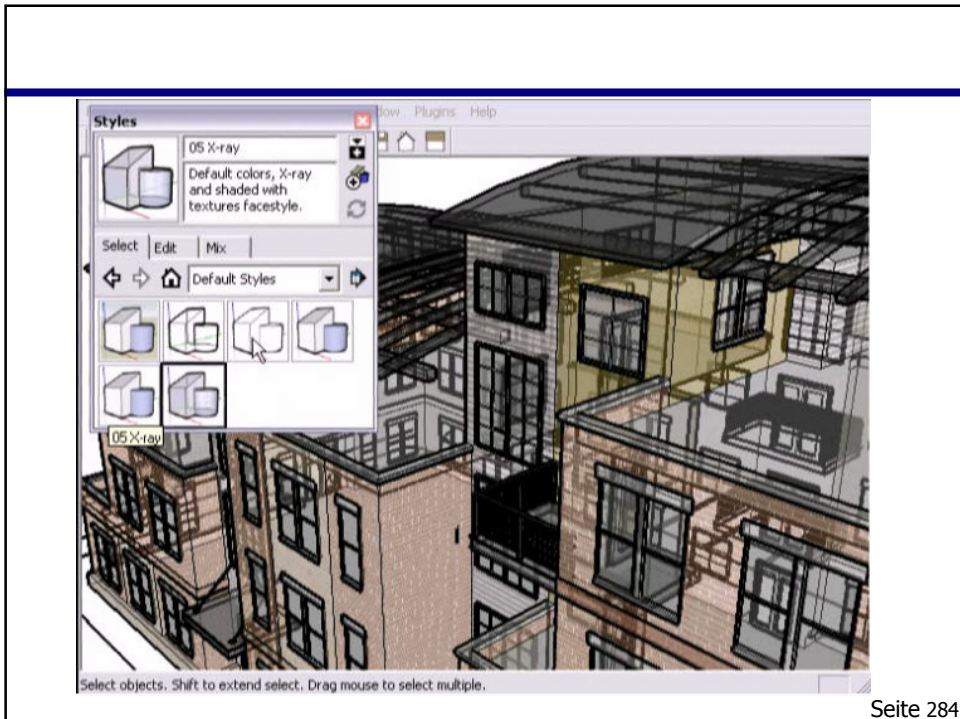 Styles
dow Plugins Help
05 X-ray
Default colors, X-ray
and shaded with
textures facestyle.
Select Edit Mix
Default Styles
05 X-ray
Select objects. Shift to extend select. Drag mouse to select multiple.
Seite 284